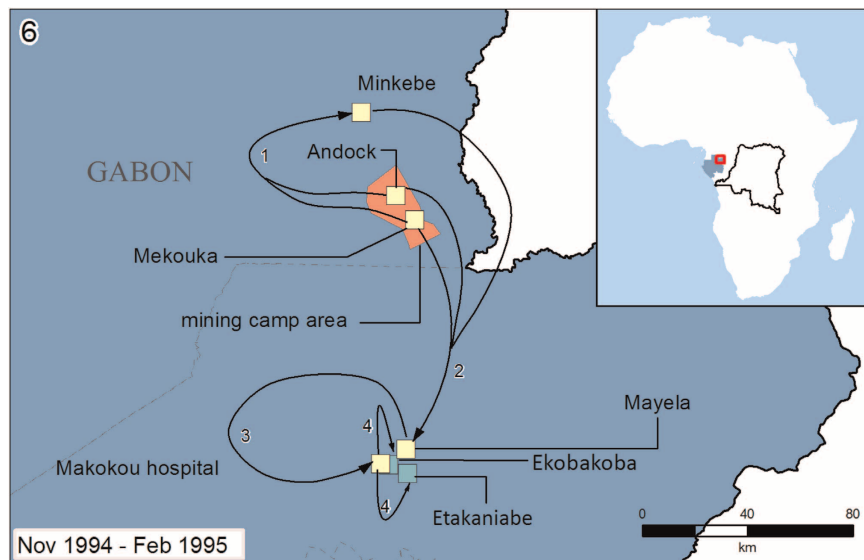 6
Minkebe
1
Andock
GABON
Mekouka
mining camp area
2
Mayela
4
3
Makokou hospital
Ekobakoba
4
Etakaniabe
Nov 1994 - Feb 1995
0 20 40 80
km